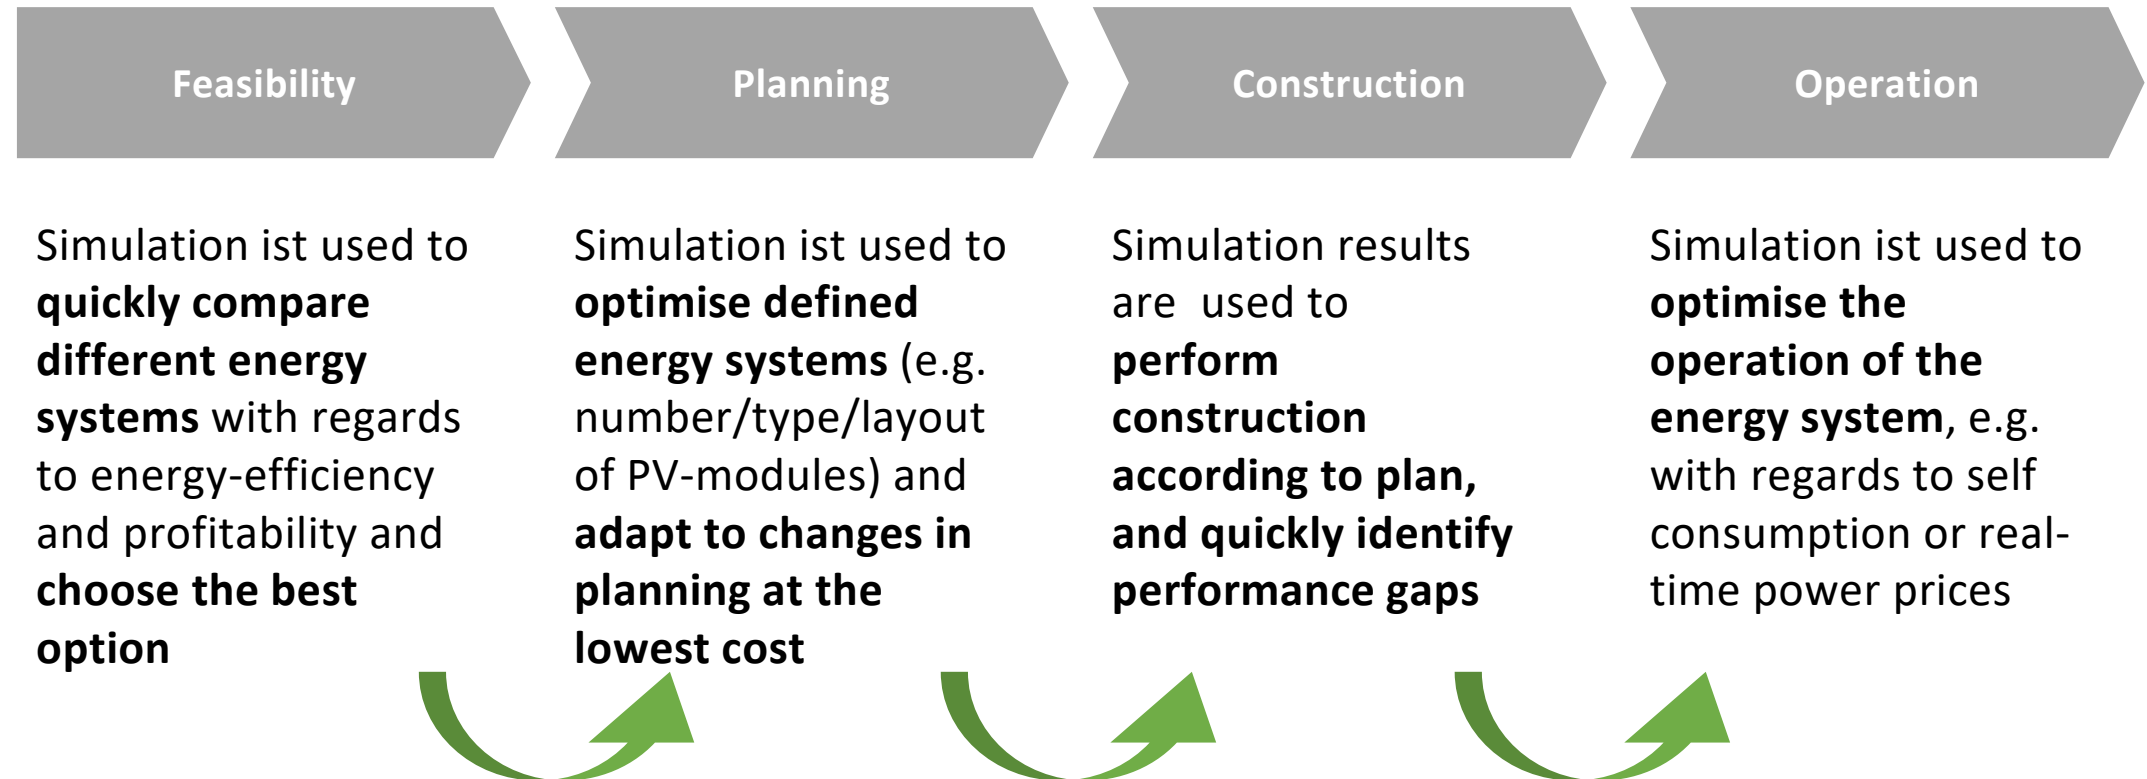 Feasibility
Planning
Construction
Operation
Simulation ist used to
quickly compare
different energy
systems with regards
to energy-efficiency
and profitability and
choose the best
option
Simulation ist used to
optimise defined
energy systems (e.g.
number/type/layout
of PV-modules) and
adapt to changes in
planning at the
lowest cost
Simulation results
are  used to
perform
construction
according to plan,
and quickly identify
performance gaps
Simulation ist used to
optimise the
operation of the
energy system, e.g.
with regards to self
consumption or real-
time power prices